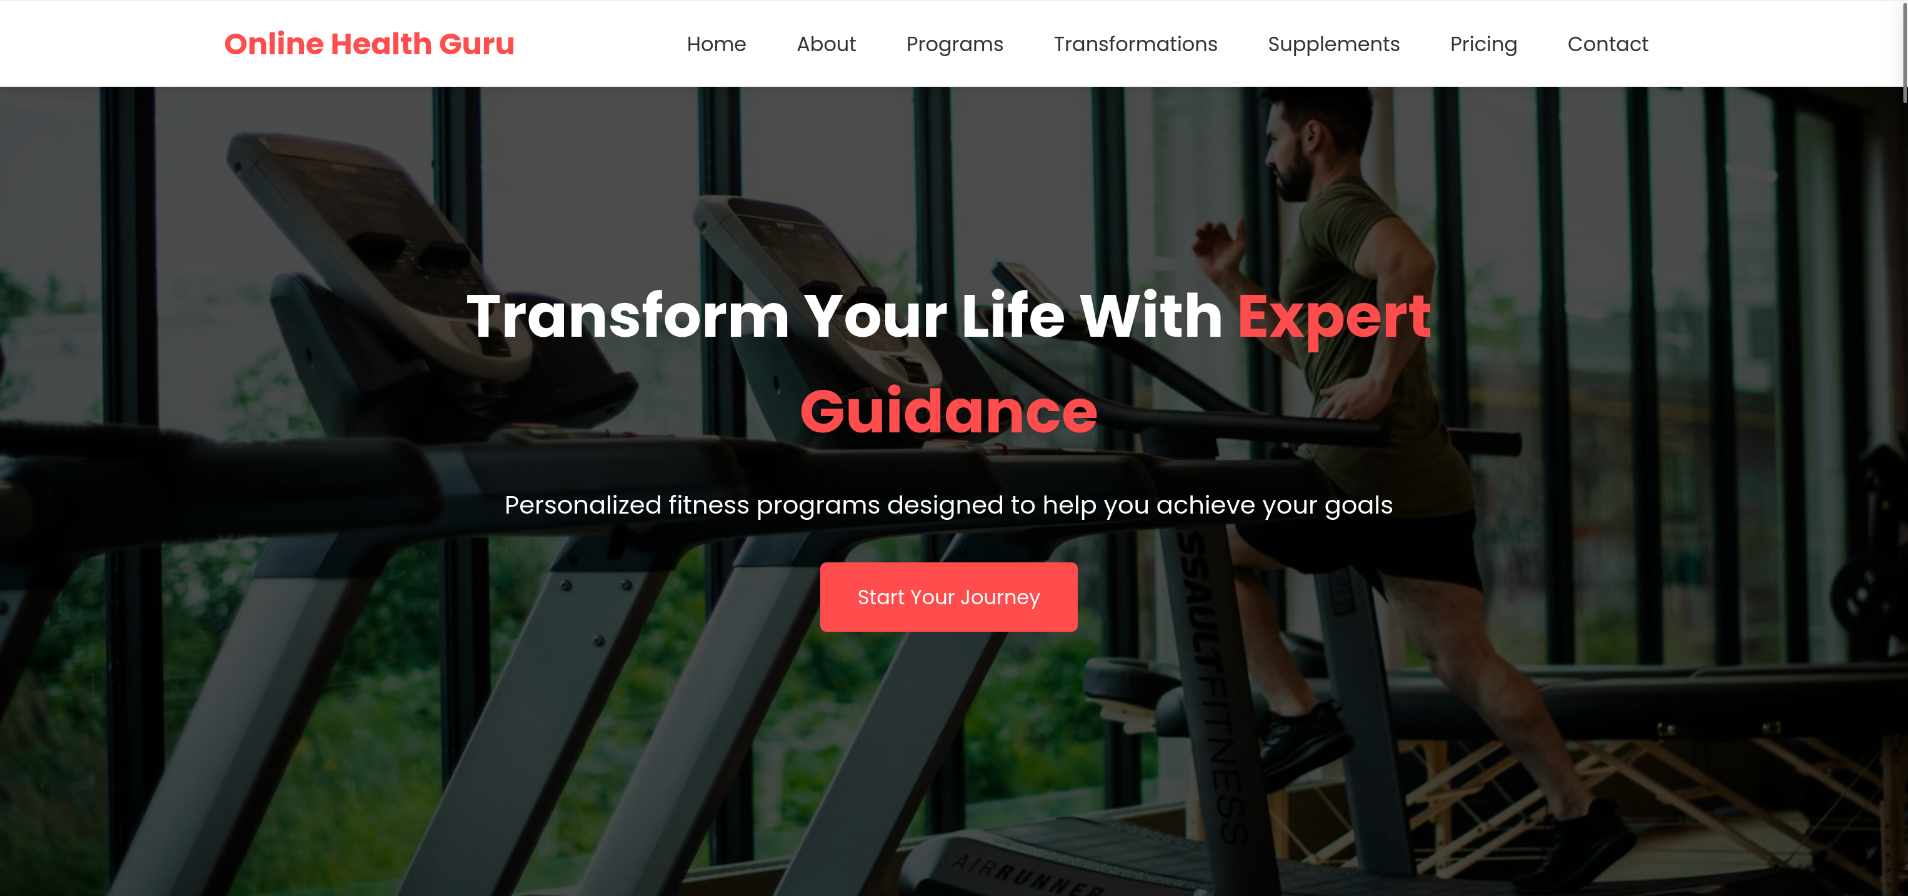 Online Health Guru
Home About Programs Transformations Supplements Pricing Contact
Transform Your Life With Expert
Guidance
Personalized fitness programs designed to help you achieve your goals
Start Your Journey
SSAULTFITNESS
AIRRUNNER